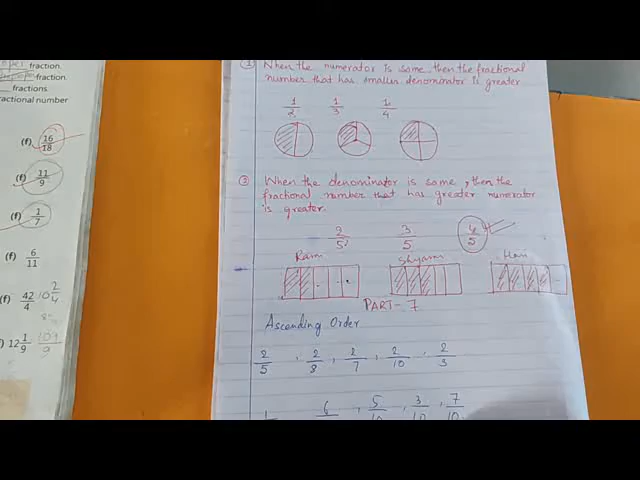 fraction.
fraction.
fractions
ractional number
(f) 16/18
(f) 11/9
(f) 1/7
(f) 6/11
(f) 42/4 10 2/4
12 1/9 109/9
① When the numerator is same, then the fractional
number that has smaller denominator is greater
1/2 1/3 1/4
② When the denominator is same, then the
fractional number that has greater numerator
is greater.
2/5 3/5 4/5
Ram Shyam Hari
PART-7
Ascending Order
2/5 , 2/8 , 2/7 , 2/10 , 2/3
1 6 , 5/10 , 3/10 , 7/10